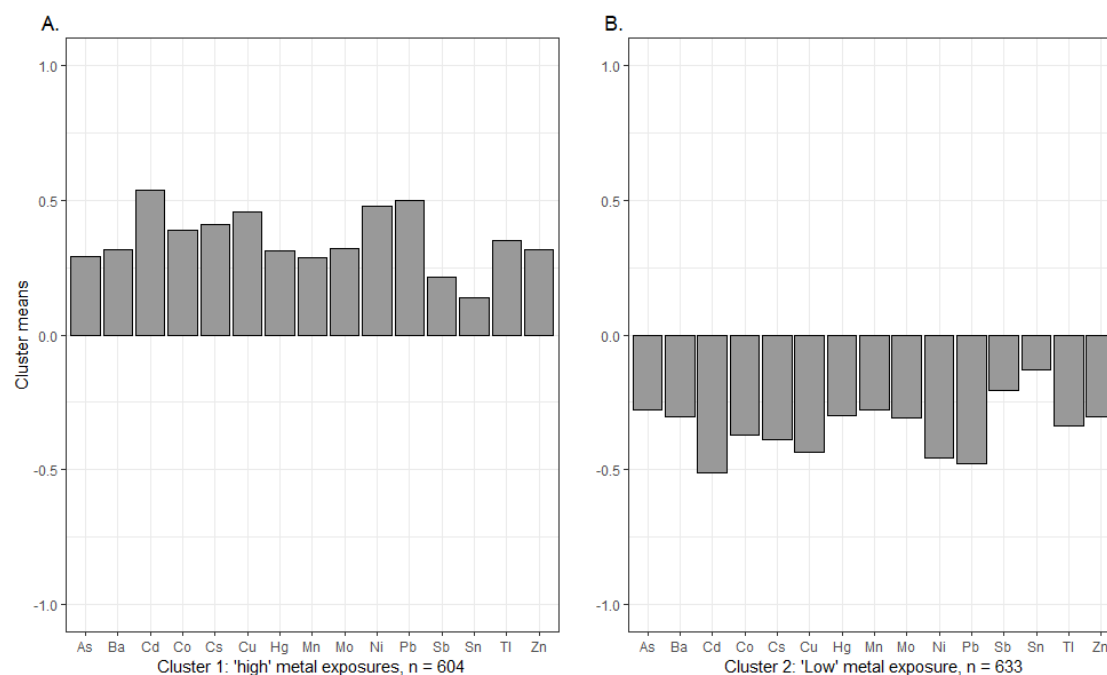 A.
B.
Cluster means
1.0
0.5
0.0
-0.5
-1.0
1.0
0.5
0.0
-0.5
-1.0
As Ba Cd Co Cs Cu Hg Mn Mo Ni Pb Sb Sn Tl Zn
Cluster 1: 'high' metal exposures, n = 604
As Ba Cd Co Cs Cu Hg Mn Mo Ni Pb Sb Sn Tl Zn
Cluster 2: 'Low' metal exposure, n = 633